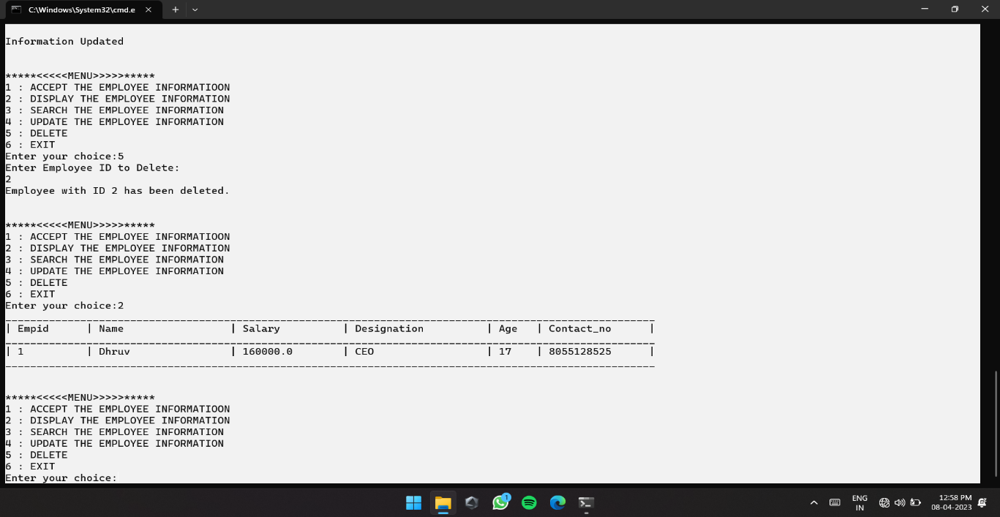 C:\Windows\System32\cmd.e
Information Updated
*****<<<<<MENU>>>>>*****
1 : ACCEPT THE EMPLOYEE INFORMATIOON
2 : DISPLAY THE EMPLOYEE INFORMATION
3 : SEARCH THE EMPLOYEE INFORMATION
4 : UPDATE THE EMPLOYEE INFORMATION
5 : DELETE
6 : EXIT
Enter your choice:5
Enter Employee ID to Delete:
2
Employee with ID 2 has been deleted.
*****<<<<<MENU>>>>>*****
1 : ACCEPT THE EMPLOYEE INFORMATIOON
2 : DISPLAY THE EMPLOYEE INFORMATION
3 : SEARCH THE EMPLOYEE INFORMATION
4 : UPDATE THE EMPLOYEE INFORMATION
5 : DELETE
6 : EXIT
Enter your choice:2
| Empid | Name | Salary | Designation | Age | Contact_no |
| 1 | Dhruv | 160000.0 | CEO | 17 | 8055128525 |
*****<<<<<MENU>>>>>*****
1 : ACCEPT THE EMPLOYEE INFORMATIOON
2 : DISPLAY THE EMPLOYEE INFORMATION
3 : SEARCH THE EMPLOYEE INFORMATION
4 : UPDATE THE EMPLOYEE INFORMATION
5 : DELETE
6 : EXIT
Enter your choice:
1
ENG
IN
12:58 PM
08-04-2023